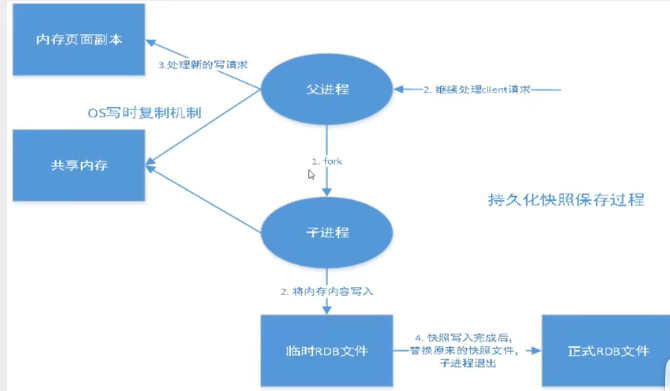 内存页面副本
3.处理新的写请求
父进程
2. 继续处理client请求
OS写时复制机制
共享内存
1. fork
持久化快照保存过程
子进程
2. 将内存内容写入
临时RDB文件
4. 快照写入完成后,
替换原来的快照文件,
子进程退出
正式RDB文件